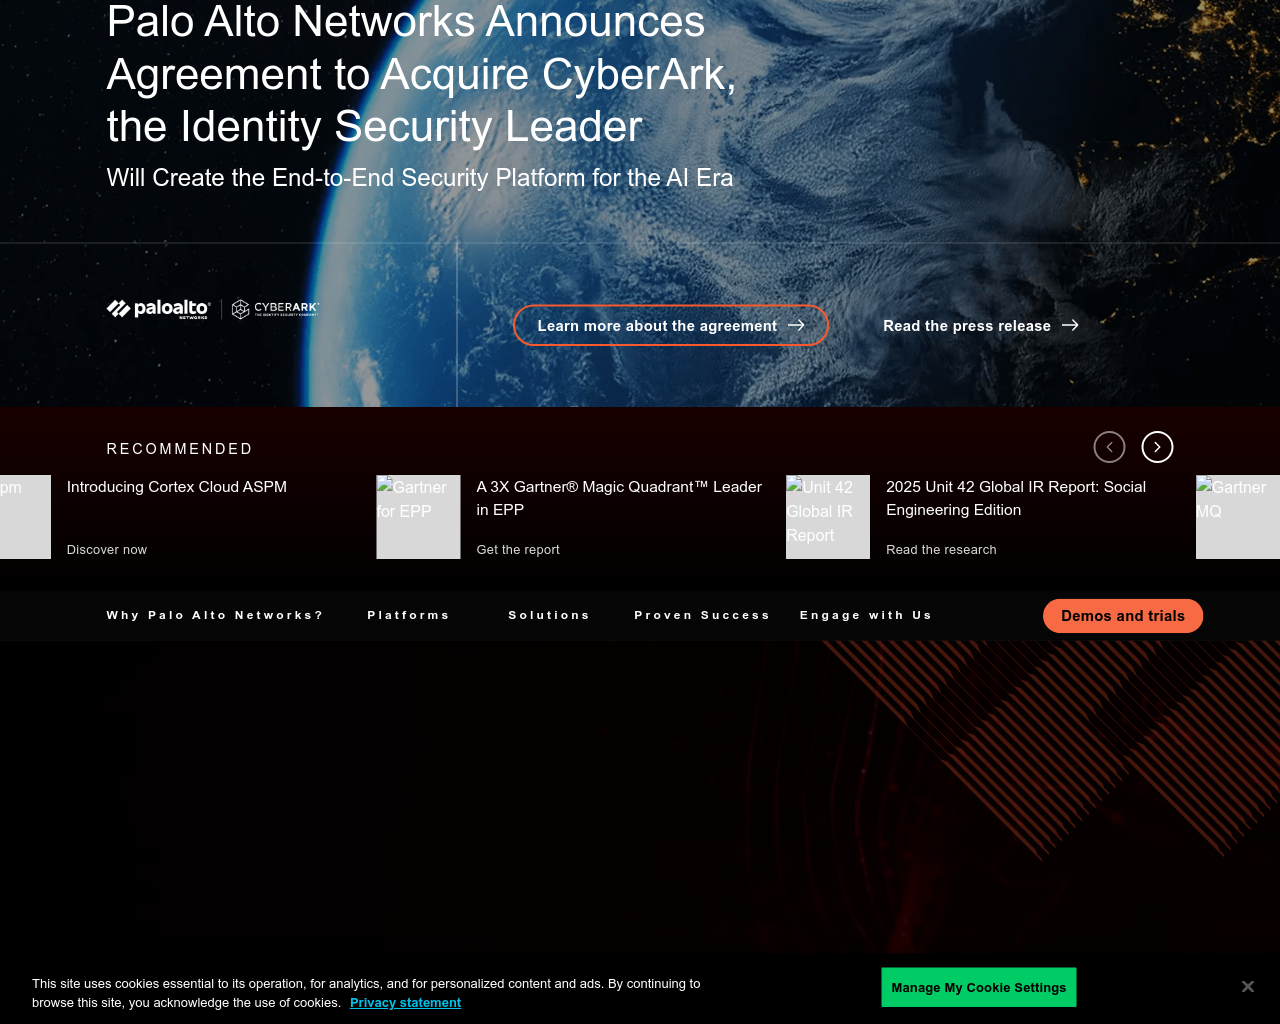 Palo Alto Networks Announces
Agreement to Acquire CyberArk,
the Identity Security Leader
Will Create the End-to-End Security Platform for the AI Era
paloalto
NETWORKS
CYBERARK
THE IDENTITY SECURITY COMPANY
Learn more about the agreement
Read the press release
RECOMMENDED
pm
Introducing Cortex Cloud ASPM
Discover now
Gartner
for EPP
A 3X Gartner® Magic Quadrant™ Leader
in EPP
Get the report
Unit 42
Global IR
Report
2025 Unit 42 Global IR Report: Social
Engineering Edition
Read the research
Gartner
MQ
Why Palo Alto Networks?
Platforms
Solutions
Proven Success
Engage with Us
Demos and trials
This site uses cookies essential to its operation, for analytics, and for personalized content and ads. By continuing to
browse this site, you acknowledge the use of cookies. Privacy statement
Manage My Cookie Settings